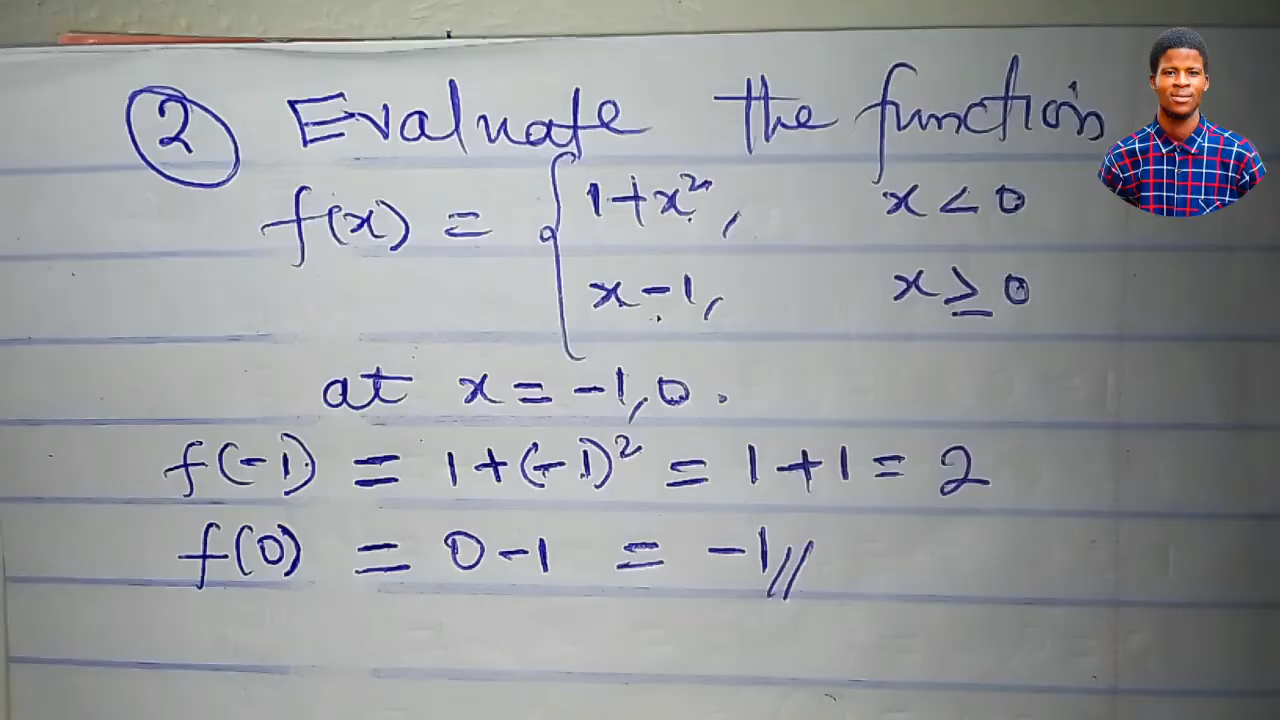 ② Evaluate the function
f(x) = { 1+x², x < 0
x-1, x ≥ 0
at x = -1, 0.
f(-1) = 1+(-1)² = 1+1 = 2
f(0) = 0-1 = -1//